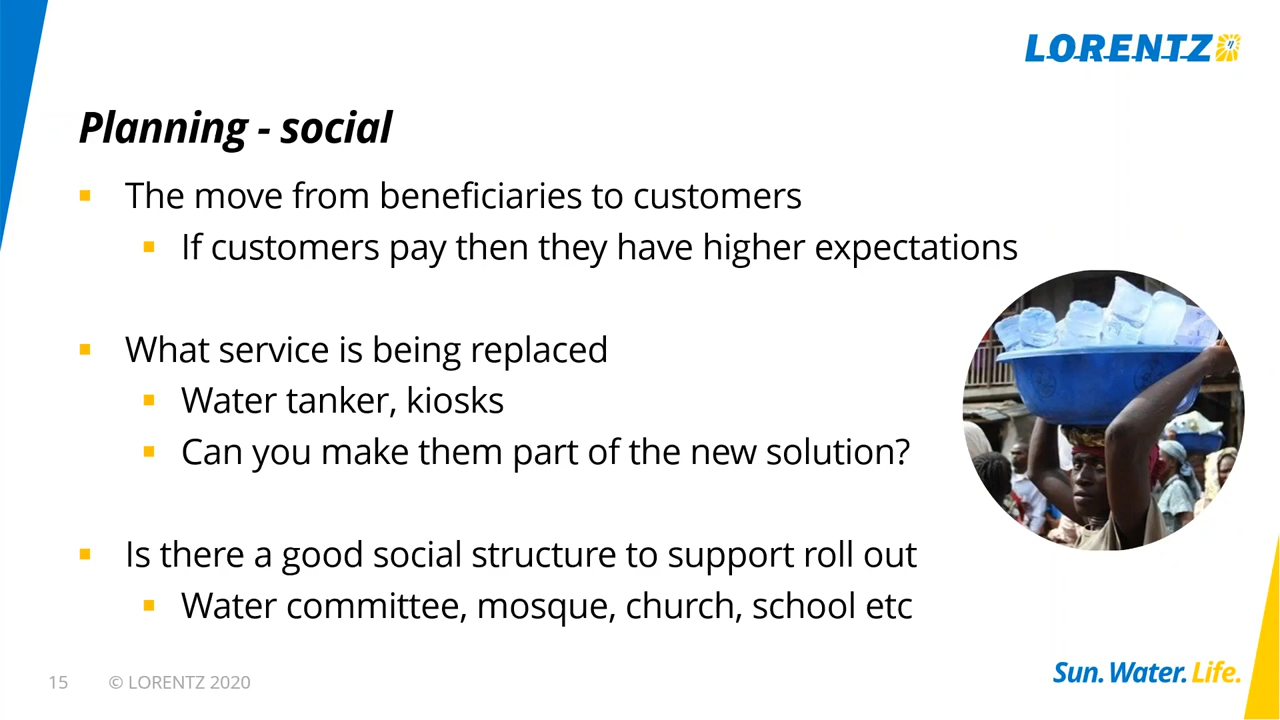 LORENTZ
Planning - social
▪ The move from beneficiaries to customers
▪ If customers pay then they have higher expectations
▪ What service is being replaced
▪ Water tanker, kiosks
▪ Can you make them part of the new solution?
▪ Is there a good social structure to support roll out
▪ Water committee, mosque, church, school etc
15 © LORENTZ 2020
Sun. Water. Life.